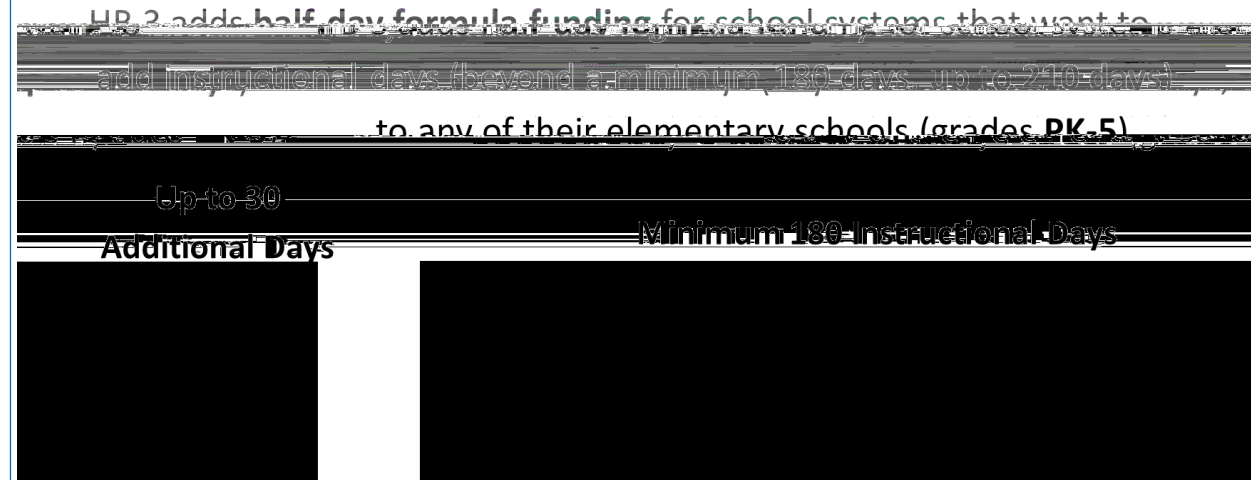 HB 3 adds half-day formula funding for school systems that want to
add instructional days (beyond a minimum 180 days, up to 210 days)
to any of their elementary schools (grades PK-5)
Up to 30
Additional Days
Minimum 180 Instructional Days